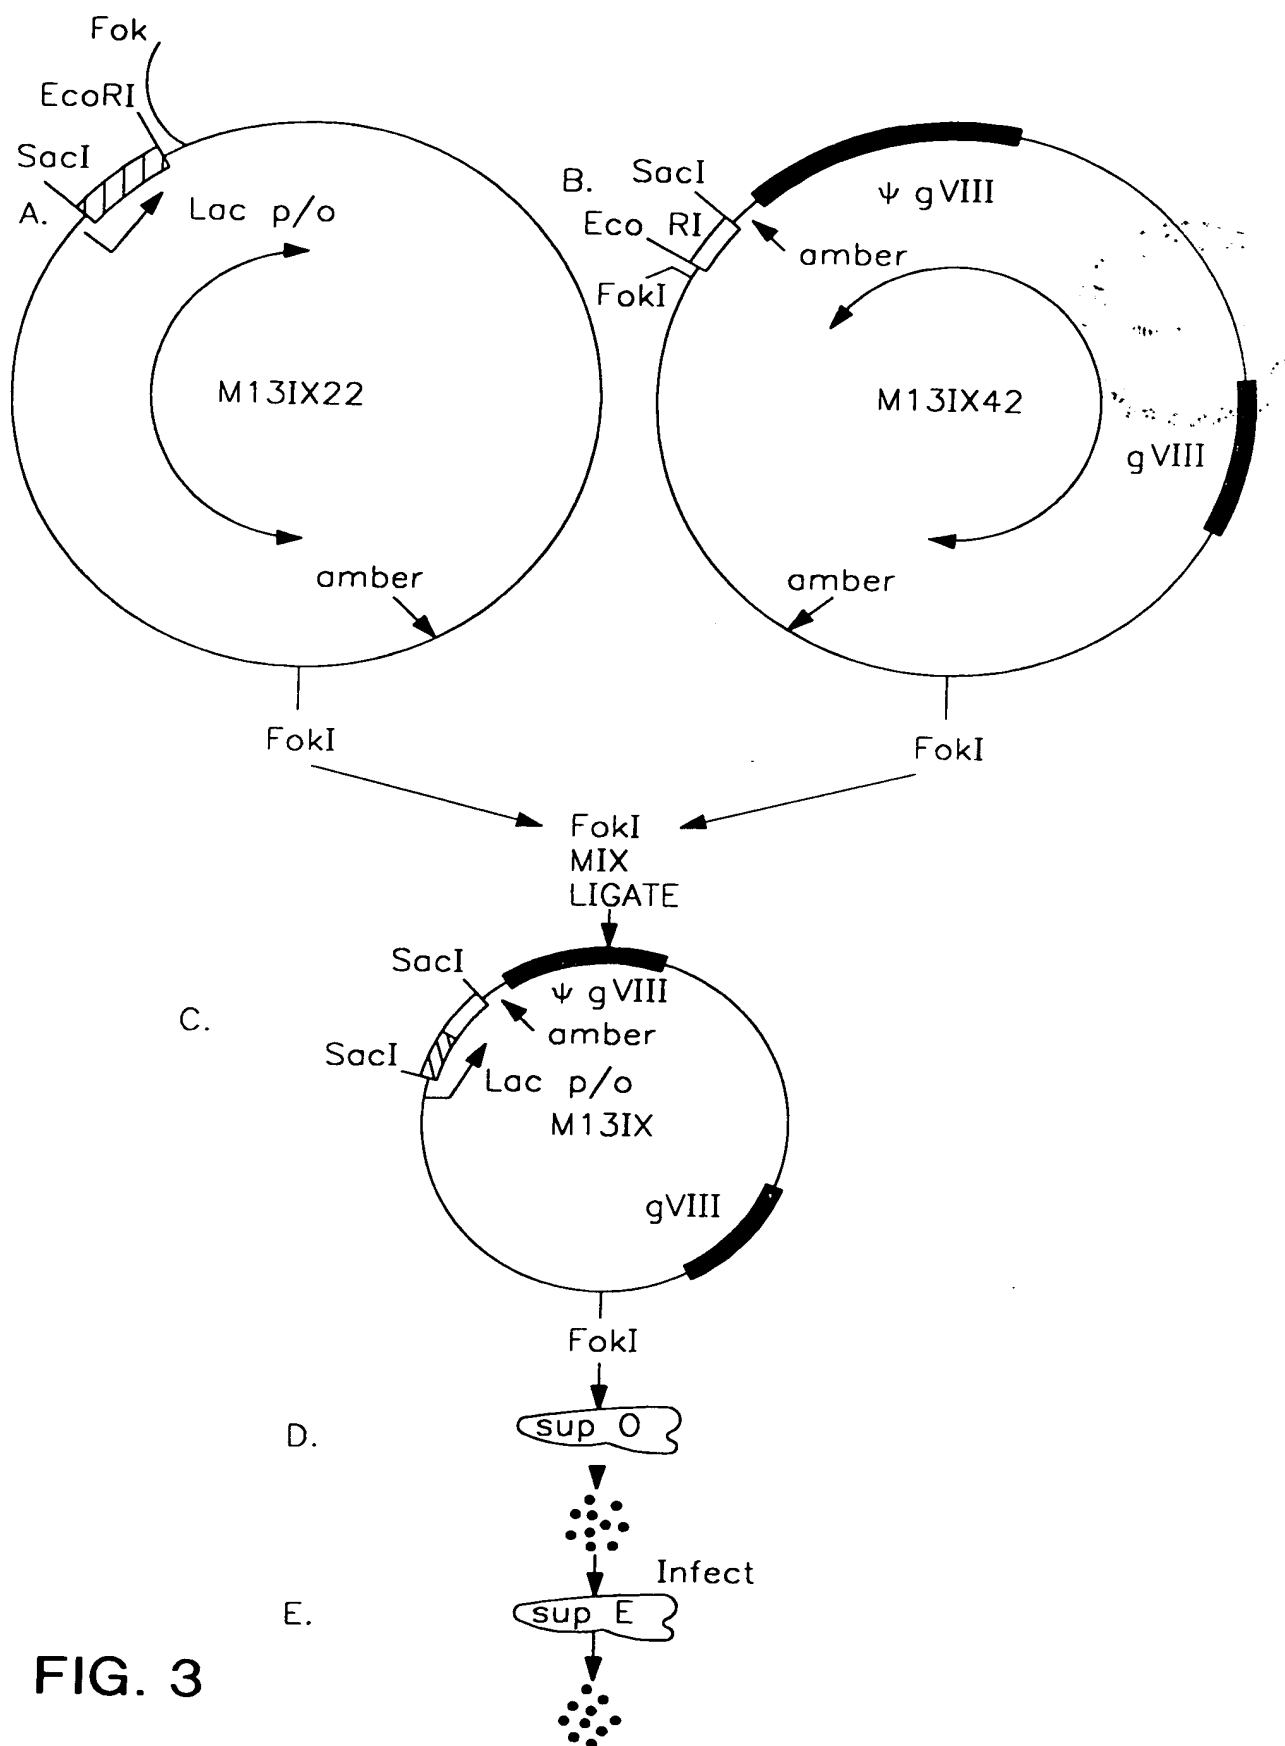 Fok
EcoRI
SacI
A.
Lac p/o
M13IX22
amber
FokI
B.
SacI
Eco RI
FokI
ψ gVIII
amber
M13IX42
gVIII
amber
FokI
FokI
MIX
LIGATE
C.
SacI
ψ gVIII
amber
SacI
Lac p/o
M13IX
gVIII
FokI
D.
sup O
Infect
E.
sup E
FIG. 3